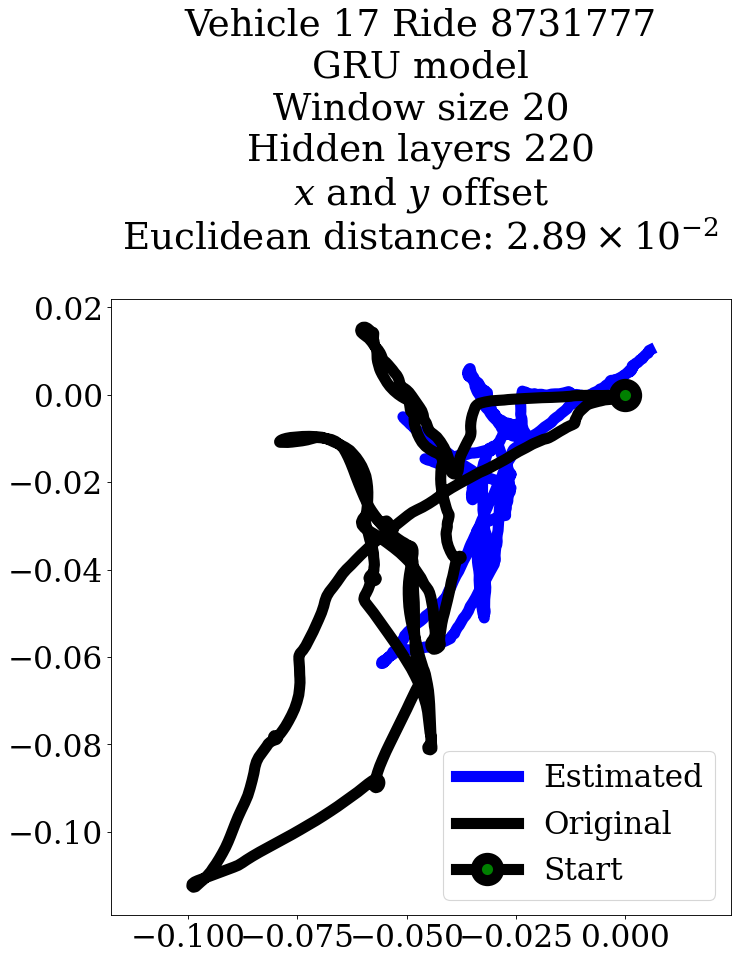 Vehicle 17 Ride 8731777
GRU model
Window size 20
Hidden layers 220
x and y offset
Euclidean distance: 2.89 × 10⁻²
0.02
0.00
−0.02
−0.04
−0.06
−0.08
−0.10
Estimated
Original
Start
−0.100 −0.075 −0.050 −0.025 0.000